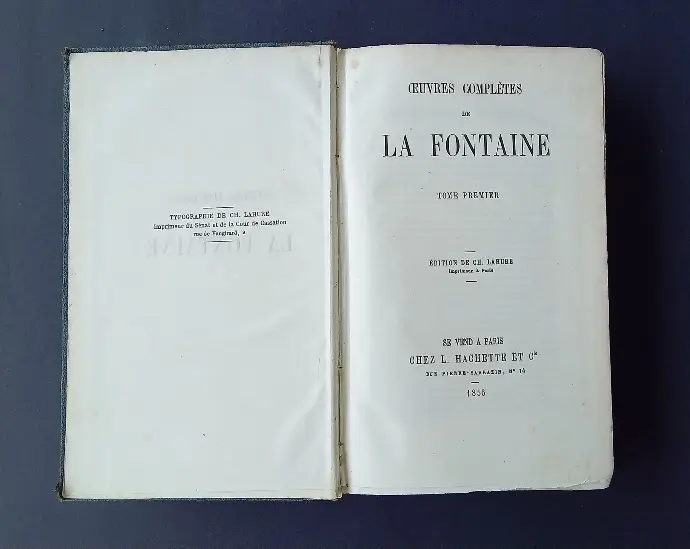 TYPOGRAPHIE DE CH. LAHURE
Imprimeur du Sénat et de la Cour de Cassation
rue de Vaugirard, 9
ŒUVRES COMPLÈTES
DE
LA FONTAINE
TOME PREMIER
ÉDITION DE CH. LAHURE
Imprimeur à Paris
SE VEND A PARIS
CHEZ L. HACHETTE ET Cie
RUE PIERRE-SARRAZIN, N° 14
1856